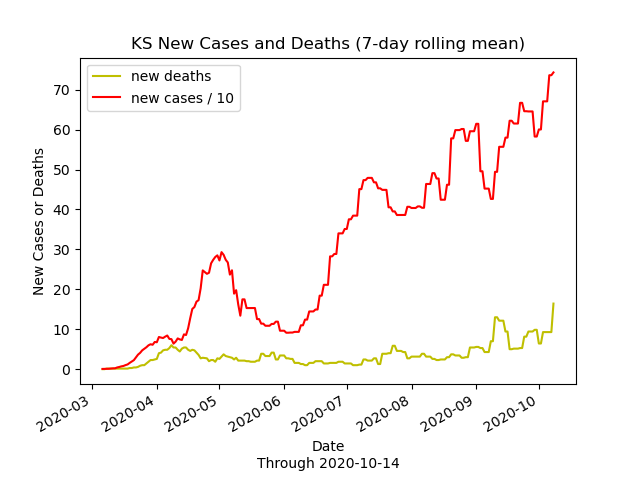 KS New Cases and Deaths (7-day rolling mean)
new deaths
new cases / 10
70
60
50
40
30
20
10
0
New Cases or Deaths
2020-03
2020-04
2020-05
2020-06
2020-07
2020-08
2020-09
2020-10
Date
Through 2020-10-14